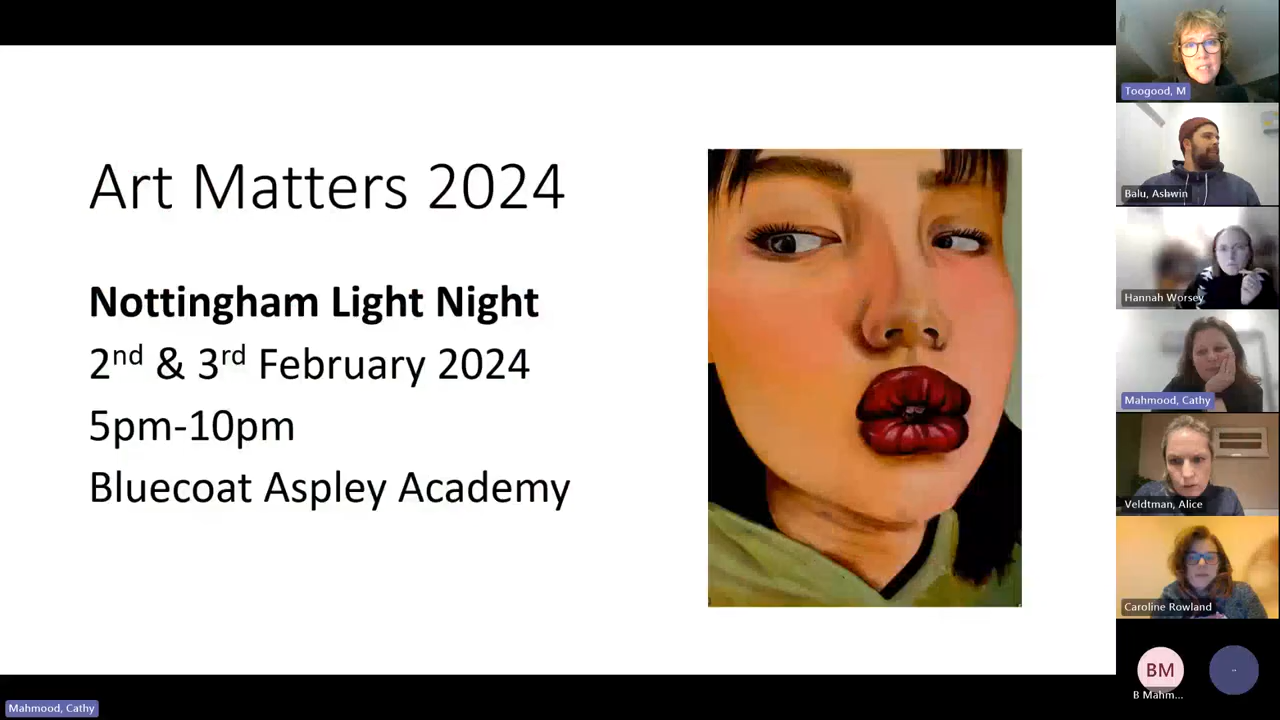 Art Matters 2024
Nottingham Light Night
2nd & 3rd February 2024
5pm-10pm
Bluecoat Aspley Academy
Toogood, M
Balu, Ashwin
Hannah Worsey
Mahmood, Cathy
Veldtman, Alice
Caroline Rowland
BM
B Mahm...
Mahmood, Cathy